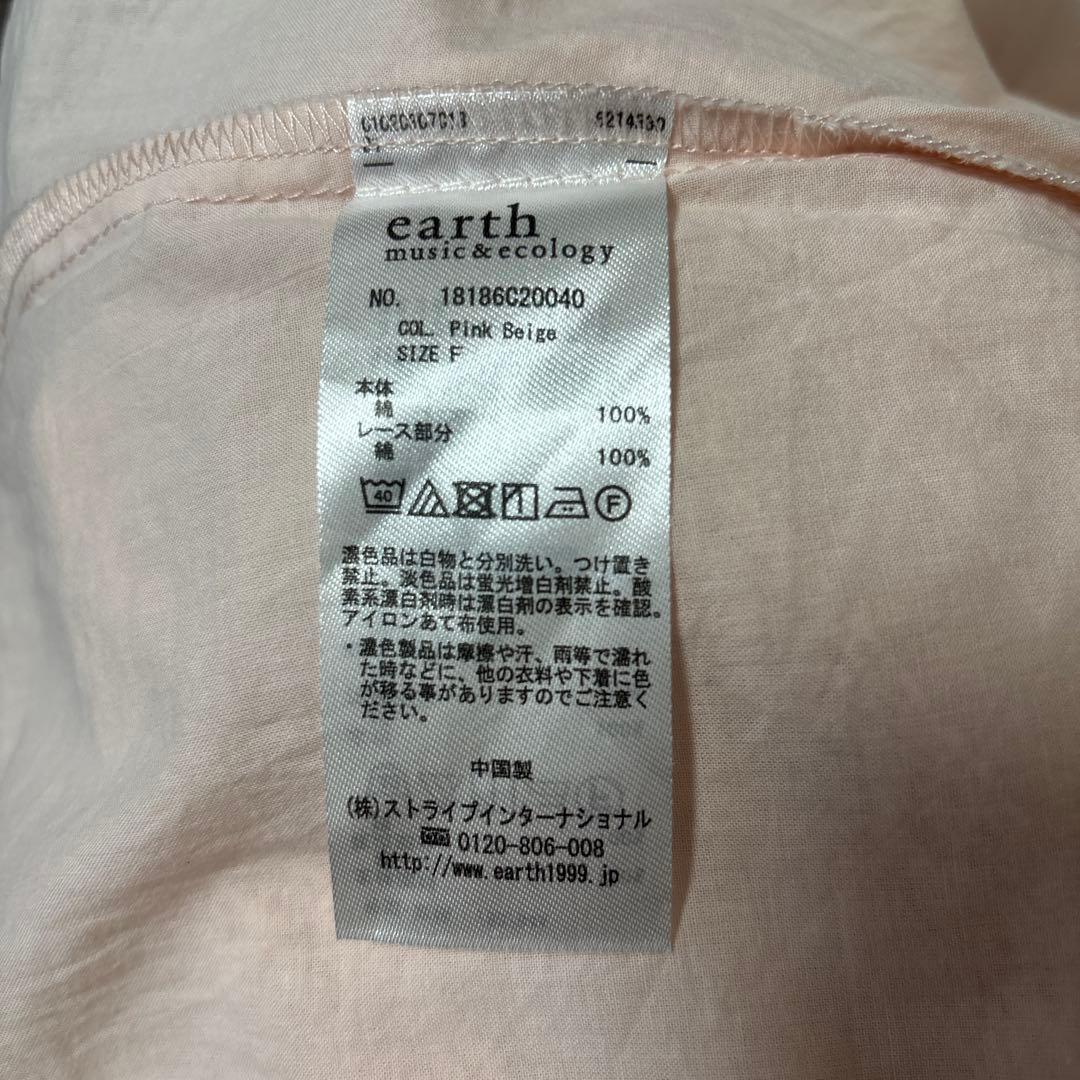 earth
music&ecology
NO. 18186C20040
COL. Pink Beige
SIZE F
本体
綿 100%
レース部分
綿 100%
40 F
濃色品は白物と分別洗い。つけ置き
禁止。淡色品は蛍光増白剤禁止。酸
素系漂白剤時は漂白剤の表示を確認。
アイロンあて布使用。
・濃色製品は摩擦や汗、雨等で濡れ
た時などに、他の衣料や下着に色
が移る事がありますのでご注意く
ださい。
中国製
(株)ストライプインターナショナル
0120-806-008
http://www.earth1999.jp